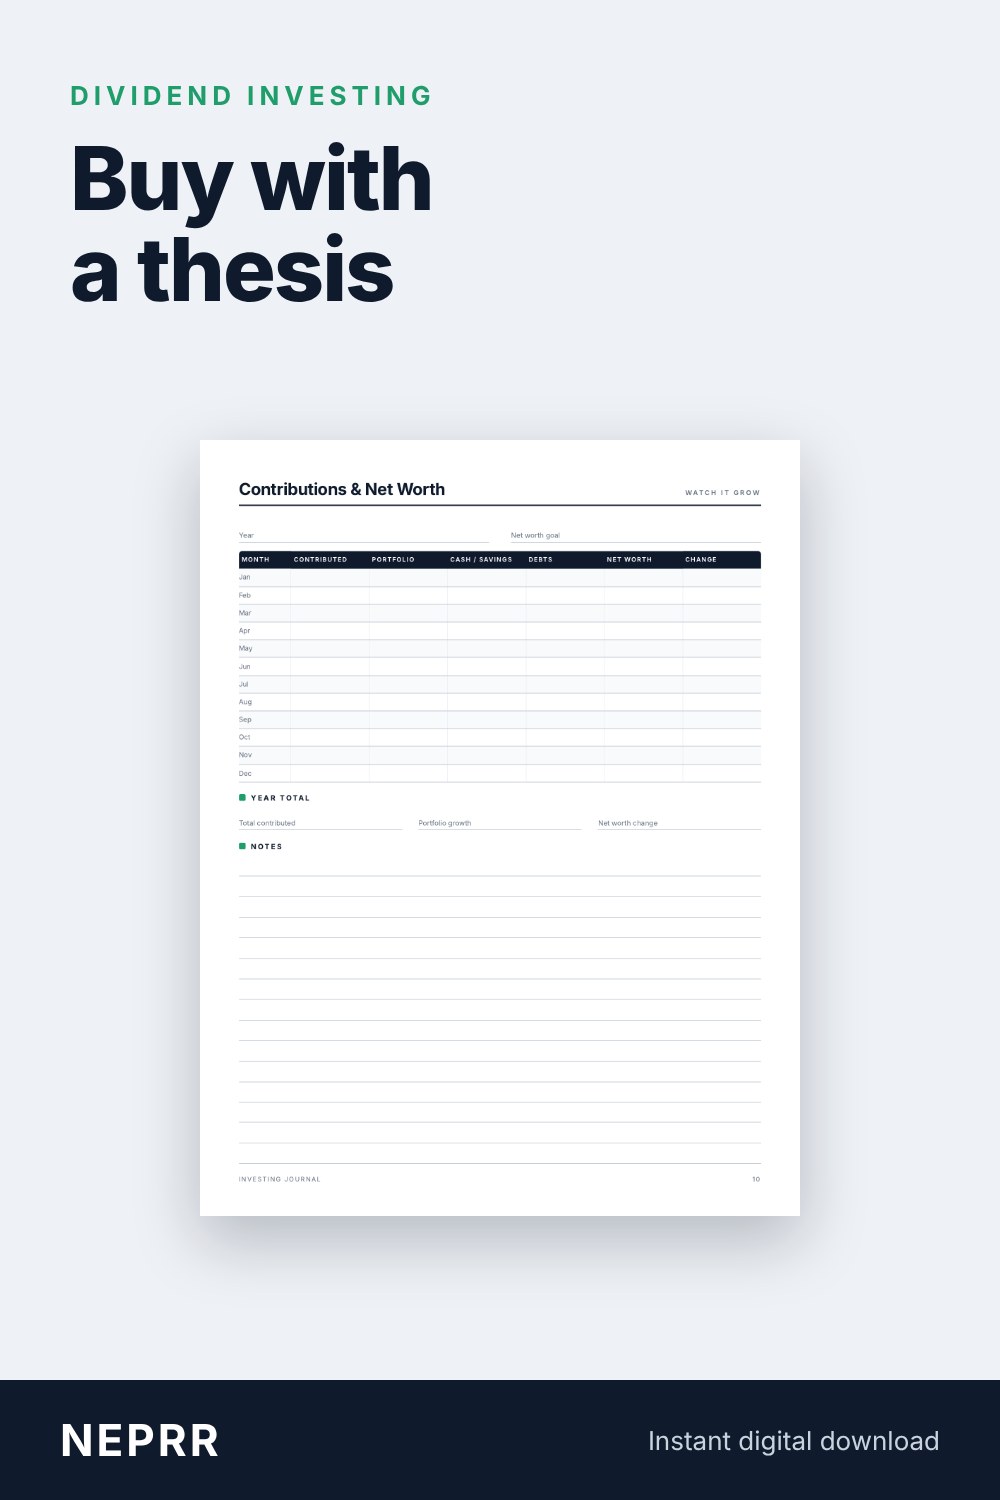 DIVIDEND INVESTING
Buy with
a thesis
Contributions & Net Worth
WATCH IT GROW
Year
Net worth goal
MONTH CONTRIBUTED PORTFOLIO CASH / SAVINGS DEBTS NET WORTH CHANGE
Jan
Feb
Mar
Apr
May
Jun
Jul
Aug
Sep
Oct
Nov
Dec
YEAR TOTAL
Total contributed
Portfolio growth
Net worth change
NOTES
INVESTING JOURNAL
10
NEPRR
Instant digital download